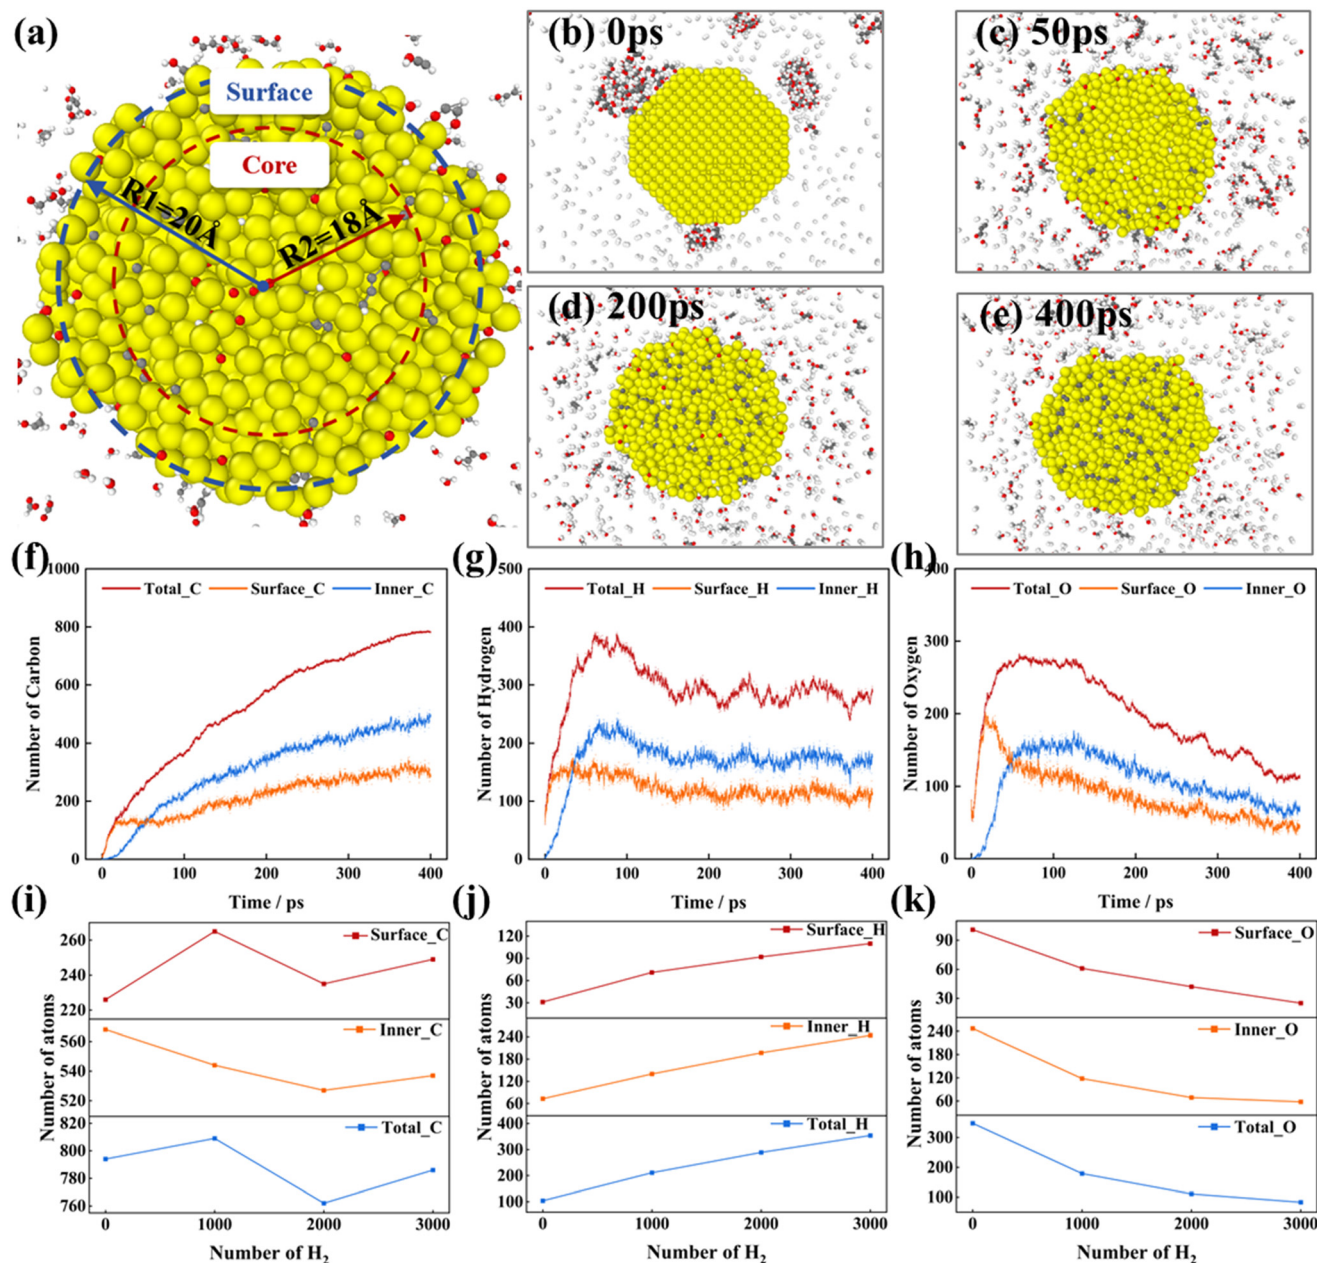 (a)
Surface
Core
R1=20Å
R2=18Å
(b) 0ps
(c) 50ps
(d) 200ps
(e) 400ps
(f)
Total_C Surface_C Inner_C
1000
800
600
400
200
0
Number of Carbon
0 100 200 300 400
Time / ps
(g)
Total_H Surface_H Inner_H
500
400
300
200
100
0
Number of Hydrogen
0 100 200 300 400
Time / ps
(h)
Total_O Surface_O Inner_O
400
300
200
100
0
Number of Oxygen
0 100 200 300 400
Time / ps
(i)
Surface_C
260
240
220
Inner_C
560
540
520
Total_C
820
800
780
760
Number of atoms
0 1000 2000 3000
Number of H2
(j)
Surface_H
120
90
60
30
Inner_H
240
180
120
60
Total_H
400
300
200
100
Number of atoms
0 1000 2000 3000
Number of H2
(k)
Surface_O
90
60
30
Inner_O
240
180
120
60
Total_O
300
200
100
Number of atoms
0 1000 2000 3000
Number of H2